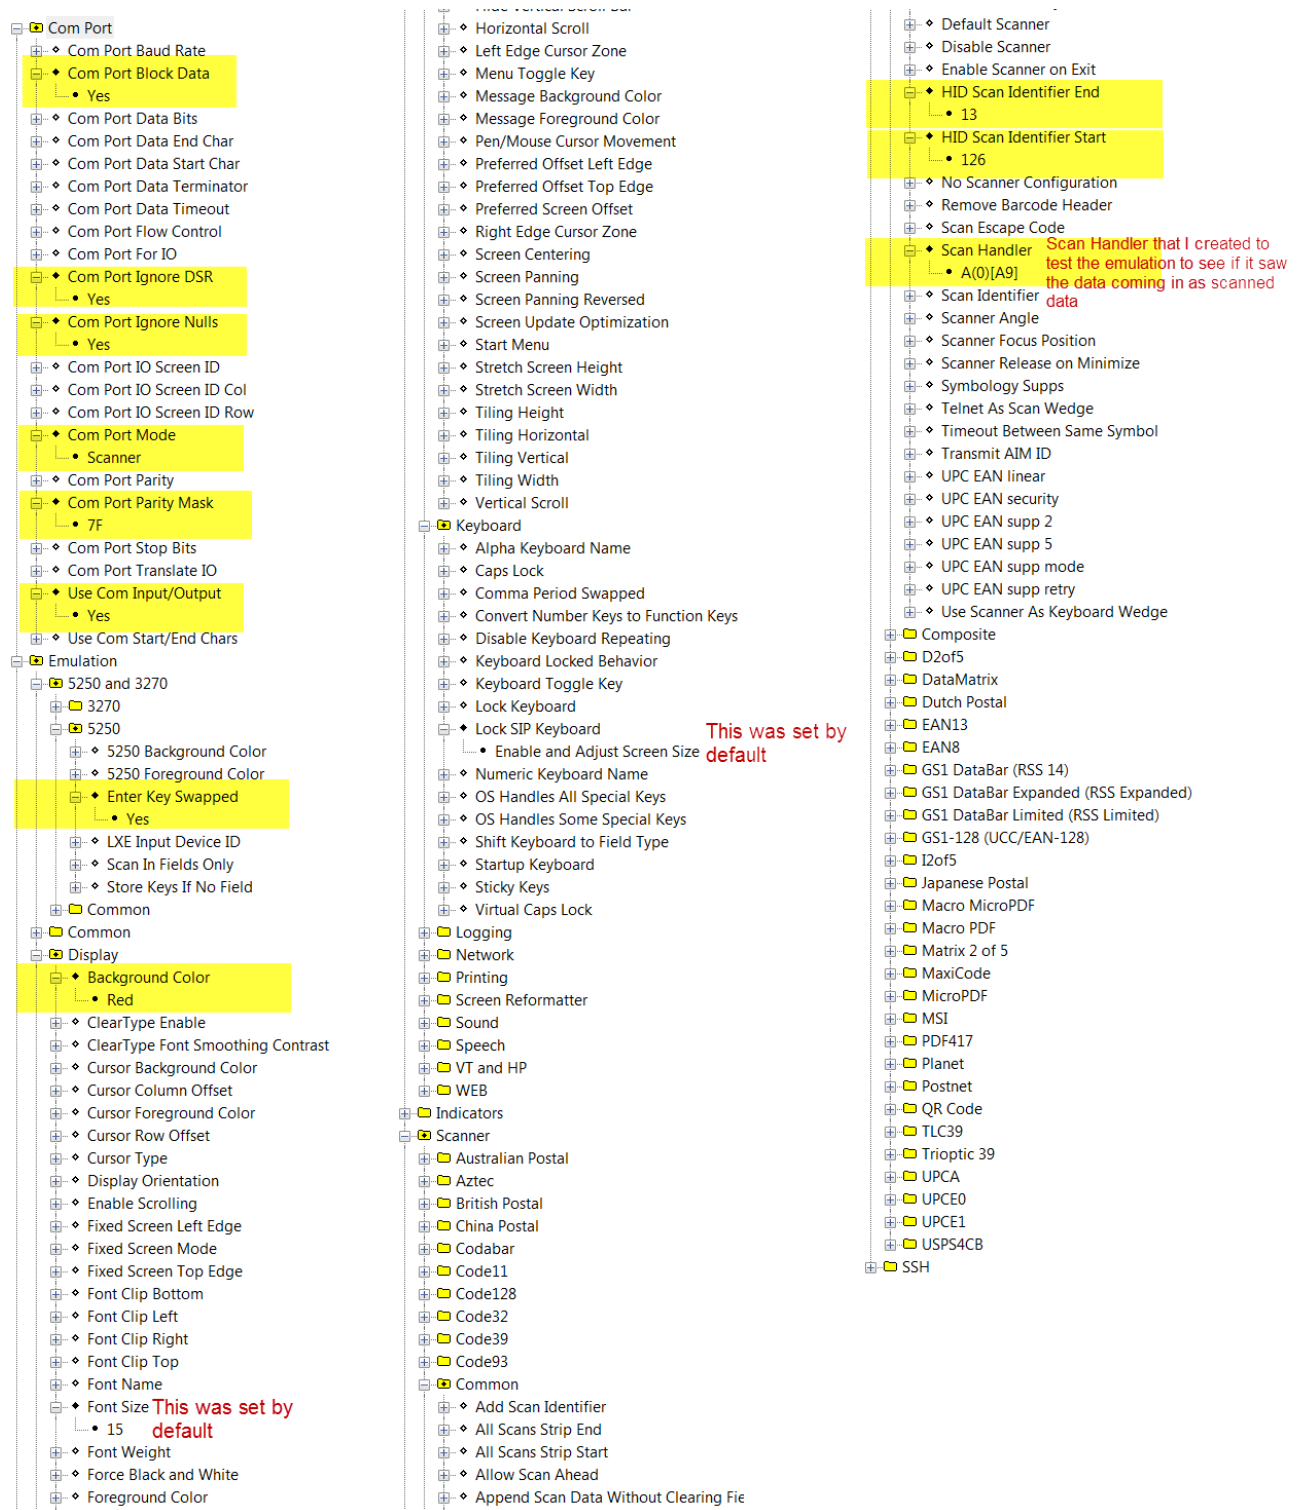 Com Port
Com Port Baud Rate
Com Port Block Data
Yes
Com Port Data Bits
Com Port Data End Char
Com Port Data Start Char
Com Port Data Terminator
Com Port Data Timeout
Com Port Flow Control
Com Port For IO
Com Port Ignore DSR
Yes
Com Port Ignore Nulls
Yes
Com Port IO Screen ID
Com Port IO Screen ID Col
Com Port IO Screen ID Row
Com Port Mode
Scanner
Com Port Parity
Com Port Parity Mask
7F
Com Port Stop Bits
Com Port Translate IO
Use Com Input/Output
Yes
Use Com Start/End Chars
Emulation
5250 and 3270
3270
5250
5250 Background Color
5250 Foreground Color
Enter Key Swapped
Yes
LXE Input Device ID
Scan In Fields Only
Store Keys If No Field
Common
Common
Display
Background Color
Red
ClearType Enable
ClearType Font Smoothing Contrast
Cursor Background Color
Cursor Column Offset
Cursor Foreground Color
Cursor Row Offset
Cursor Type
Display Orientation
Enable Scrolling
Fixed Screen Left Edge
Fixed Screen Mode
Fixed Screen Top Edge
Font Clip Bottom
Font Clip Left
Font Clip Right
Font Clip Top
Font Name
Font Size This was set by
15 default
Font Weight
Force Black and White
Foreground Color
Hide Vertical Scroll Bar
Horizontal Scroll
Left Edge Cursor Zone
Menu Toggle Key
Message Background Color
Message Foreground Color
Pen/Mouse Cursor Movement
Preferred Offset Left Edge
Preferred Offset Top Edge
Preferred Screen Offset
Right Edge Cursor Zone
Screen Centering
Screen Panning
Screen Panning Reversed
Screen Update Optimization
Start Menu
Stretch Screen Height
Stretch Screen Width
Tiling Height
Tiling Horizontal
Tiling Vertical
Tiling Width
Vertical Scroll
Keyboard
Alpha Keyboard Name
Caps Lock
Comma Period Swapped
Convert Number Keys to Function Keys
Disable Keyboard Repeating
Keyboard Locked Behavior
Keyboard Toggle Key
Lock Keyboard
Lock SIP Keyboard This was set by
Enable and Adjust Screen Size default
Numeric Keyboard Name
OS Handles All Special Keys
OS Handles Some Special Keys
Shift Keyboard to Field Type
Startup Keyboard
Sticky Keys
Virtual Caps Lock
Logging
Network
Printing
Screen Reformatter
Sound
Speech
VT and HP
WEB
Indicators
Scanner
Australian Postal
Aztec
British Postal
China Postal
Codabar
Code11
Code128
Code32
Code39
Code93
Common
Add Scan Identifier
All Scans Strip End
All Scans Strip Start
Allow Scan Ahead
Append Scan Data Without Clearing Fie
Default Scanner
Disable Scanner
Enable Scanner on Exit
HID Scan Identifier End
13
HID Scan Identifier Start
126
No Scanner Configuration
Remove Barcode Header
Scan Escape Code
Scan Handler
A(0)[A9]
Scan Handler that I created to
test the emulation to see if it saw
the data coming in as scanned
data
Scan Identifier
Scanner Angle
Scanner Focus Position
Scanner Release on Minimize
Symbology Supps
Telnet As Scan Wedge
Timeout Between Same Symbol
Transmit AIM ID
UPC EAN linear
UPC EAN security
UPC EAN supp 2
UPC EAN supp 5
UPC EAN supp mode
UPC EAN supp retry
Use Scanner As Keyboard Wedge
Composite
D2of5
DataMatrix
Dutch Postal
EAN13
EAN8
GS1 DataBar (RSS 14)
GS1 DataBar Expanded (RSS Expanded)
GS1 DataBar Limited (RSS Limited)
GS1-128 (UCC/EAN-128)
I2of5
Japanese Postal
Macro MicroPDF
Macro PDF
Matrix 2 of 5
MaxiCode
MicroPDF
MSI
PDF417
Planet
Postnet
QR Code
TLC39
Trioptic 39
UPCA
UPCE0
UPCE1
USPS4CB
SSH